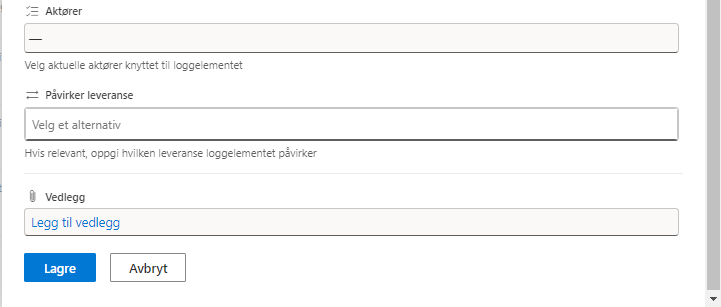 Aktører
—
Velg aktuelle aktører knyttet til loggelementet
Påvirker leveranse
Velg et alternativ
Hvis relevant, oppgi hvilken leveranse loggelementet påvirker
Vedlegg
Legg til vedlegg
Lagre Avbryt